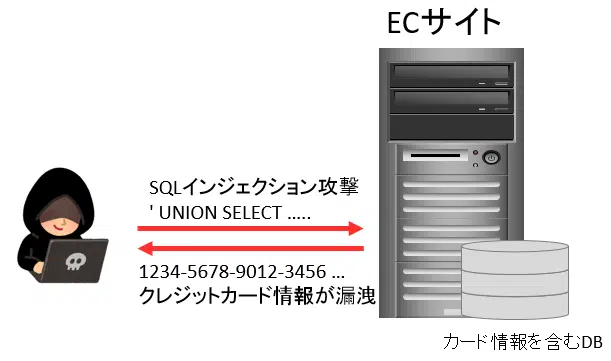 ECサイト
SQLインジェクション攻撃
' UNION SELECT .....
1234-5678-9012-3456 ...
クレジットカード情報が漏洩
カード情報を含むDB